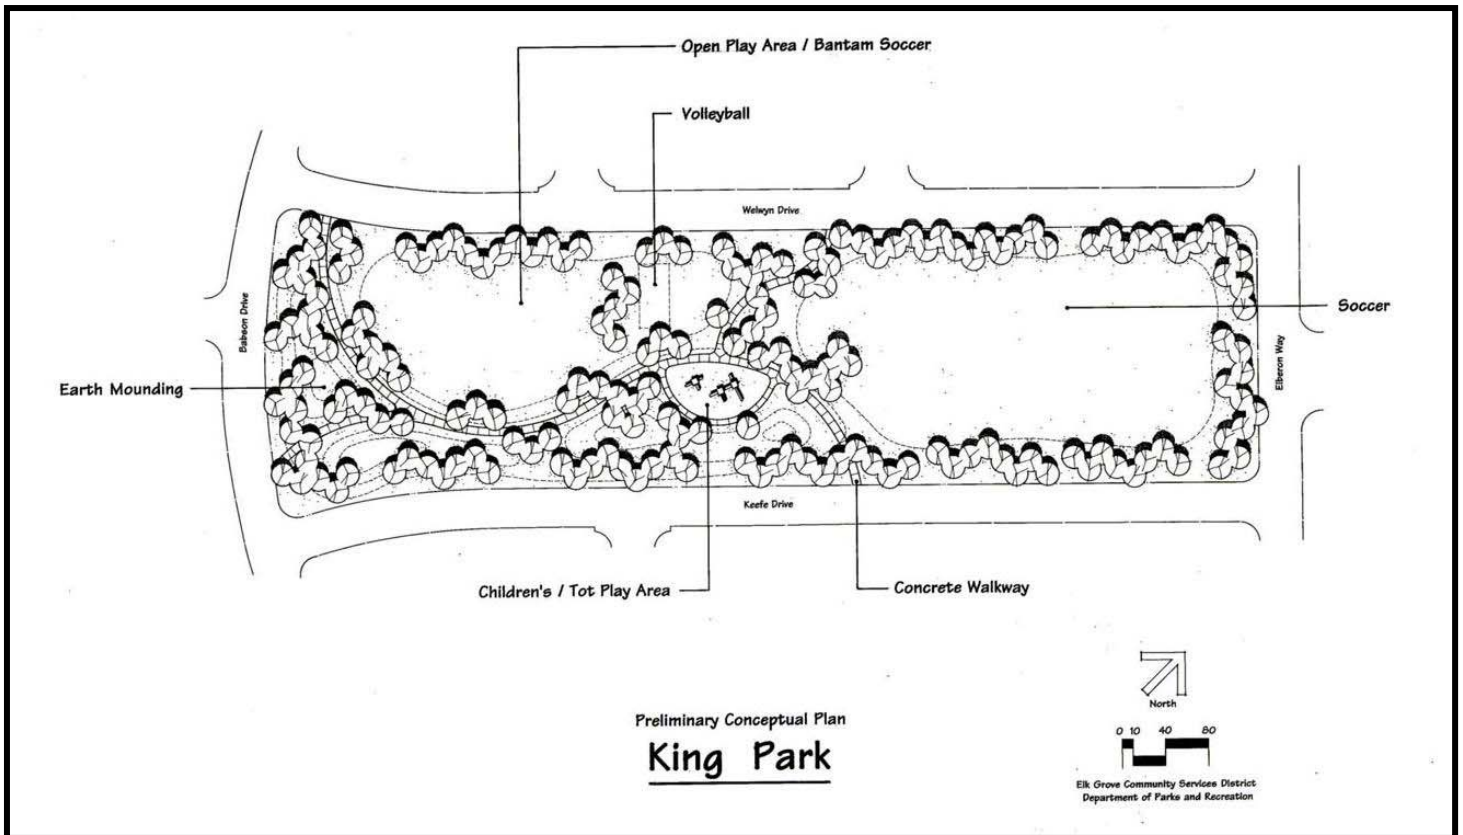 Open Play Area / Bantam Soccer
Volleyball
Welwyn Drive
Babson Drive
Soccer
Elberon Way
Earth Mounding
Keefe Drive
Children's / Tot Play Area
Concrete Walkway
North
Preliminary Conceptual Plan
King Park
0 10 40 80
Elk Grove Community Services District
Department of Parks and Recreation